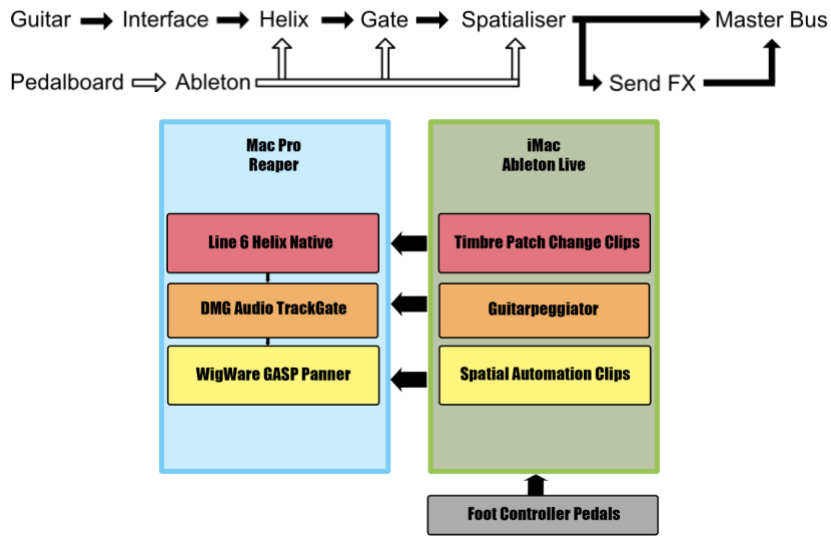 Guitar Interface Helix Gate Spatialiser Master Bus
Pedalboard Ableton Send FX
Mac Pro
Reaper
Line 6 Helix Native
DMG Audio TrackGate
WigWare GASP Panner
iMac
Ableton Live
Timbre Patch Change Clips
Guitarpeggiator
Spatial Automation Clips
Foot Controller Pedals